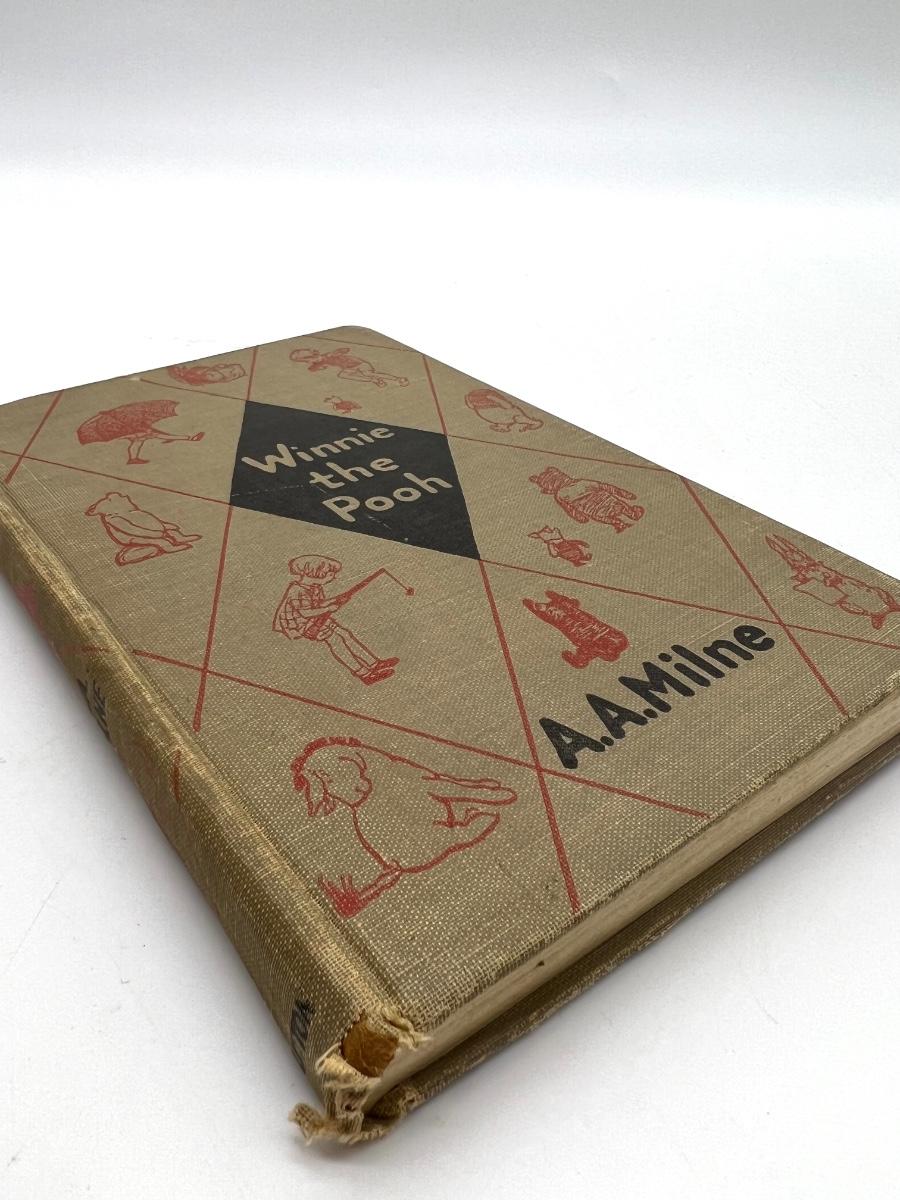 Winnie
the
Pooh
A.A.Milne